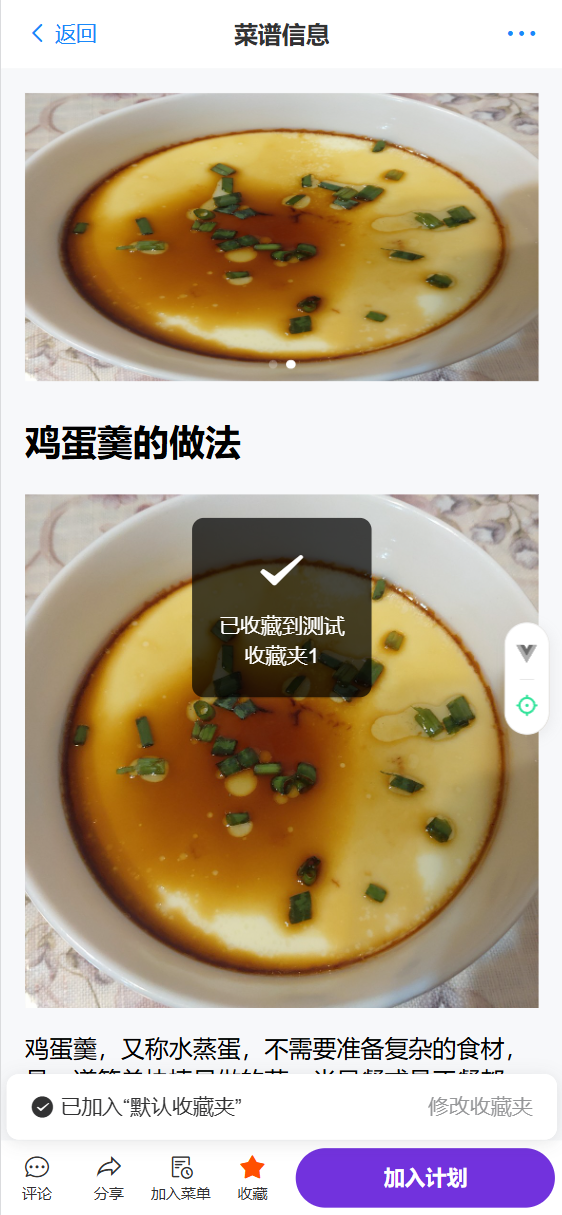 返回
菜谱信息
鸡蛋羹的做法
已收藏到测试
收藏夹1
鸡蛋羹，又称水蒸蛋，不需要准备复杂的食材，
已加入“默认收藏夹”
修改收藏夹
评论
分享
加入菜单
收藏
加入计划